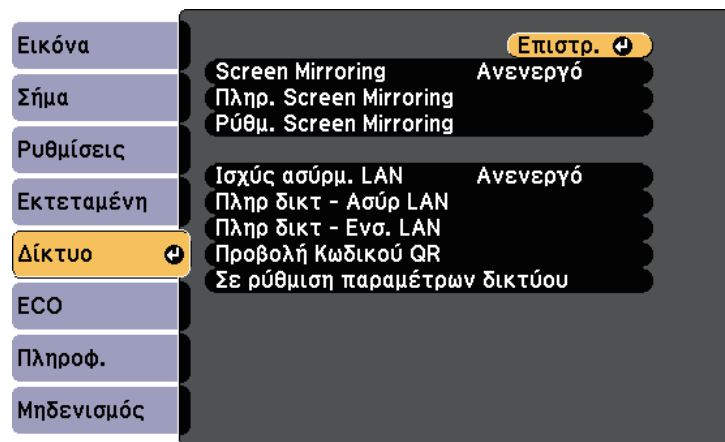 Εικόνα
Σήμα
Ρυθμίσεις
Εκτεταμένη
Δίκτυο
ECO
Πληροφ.
Μηδενισμός
Επιστρ.
Screen Mirroring Ανενεργό
Πληρ. Screen Mirroring
Ρύθμ. Screen Mirroring
Ισχύς ασύρμ. LAN Ανενεργό
Πληρ δικτ - Ασύρ LAN
Πληρ δικτ - Ενσ. LAN
Προβολή Κωδικού QR
Σε ρύθμιση παραμέτρων δικτύου